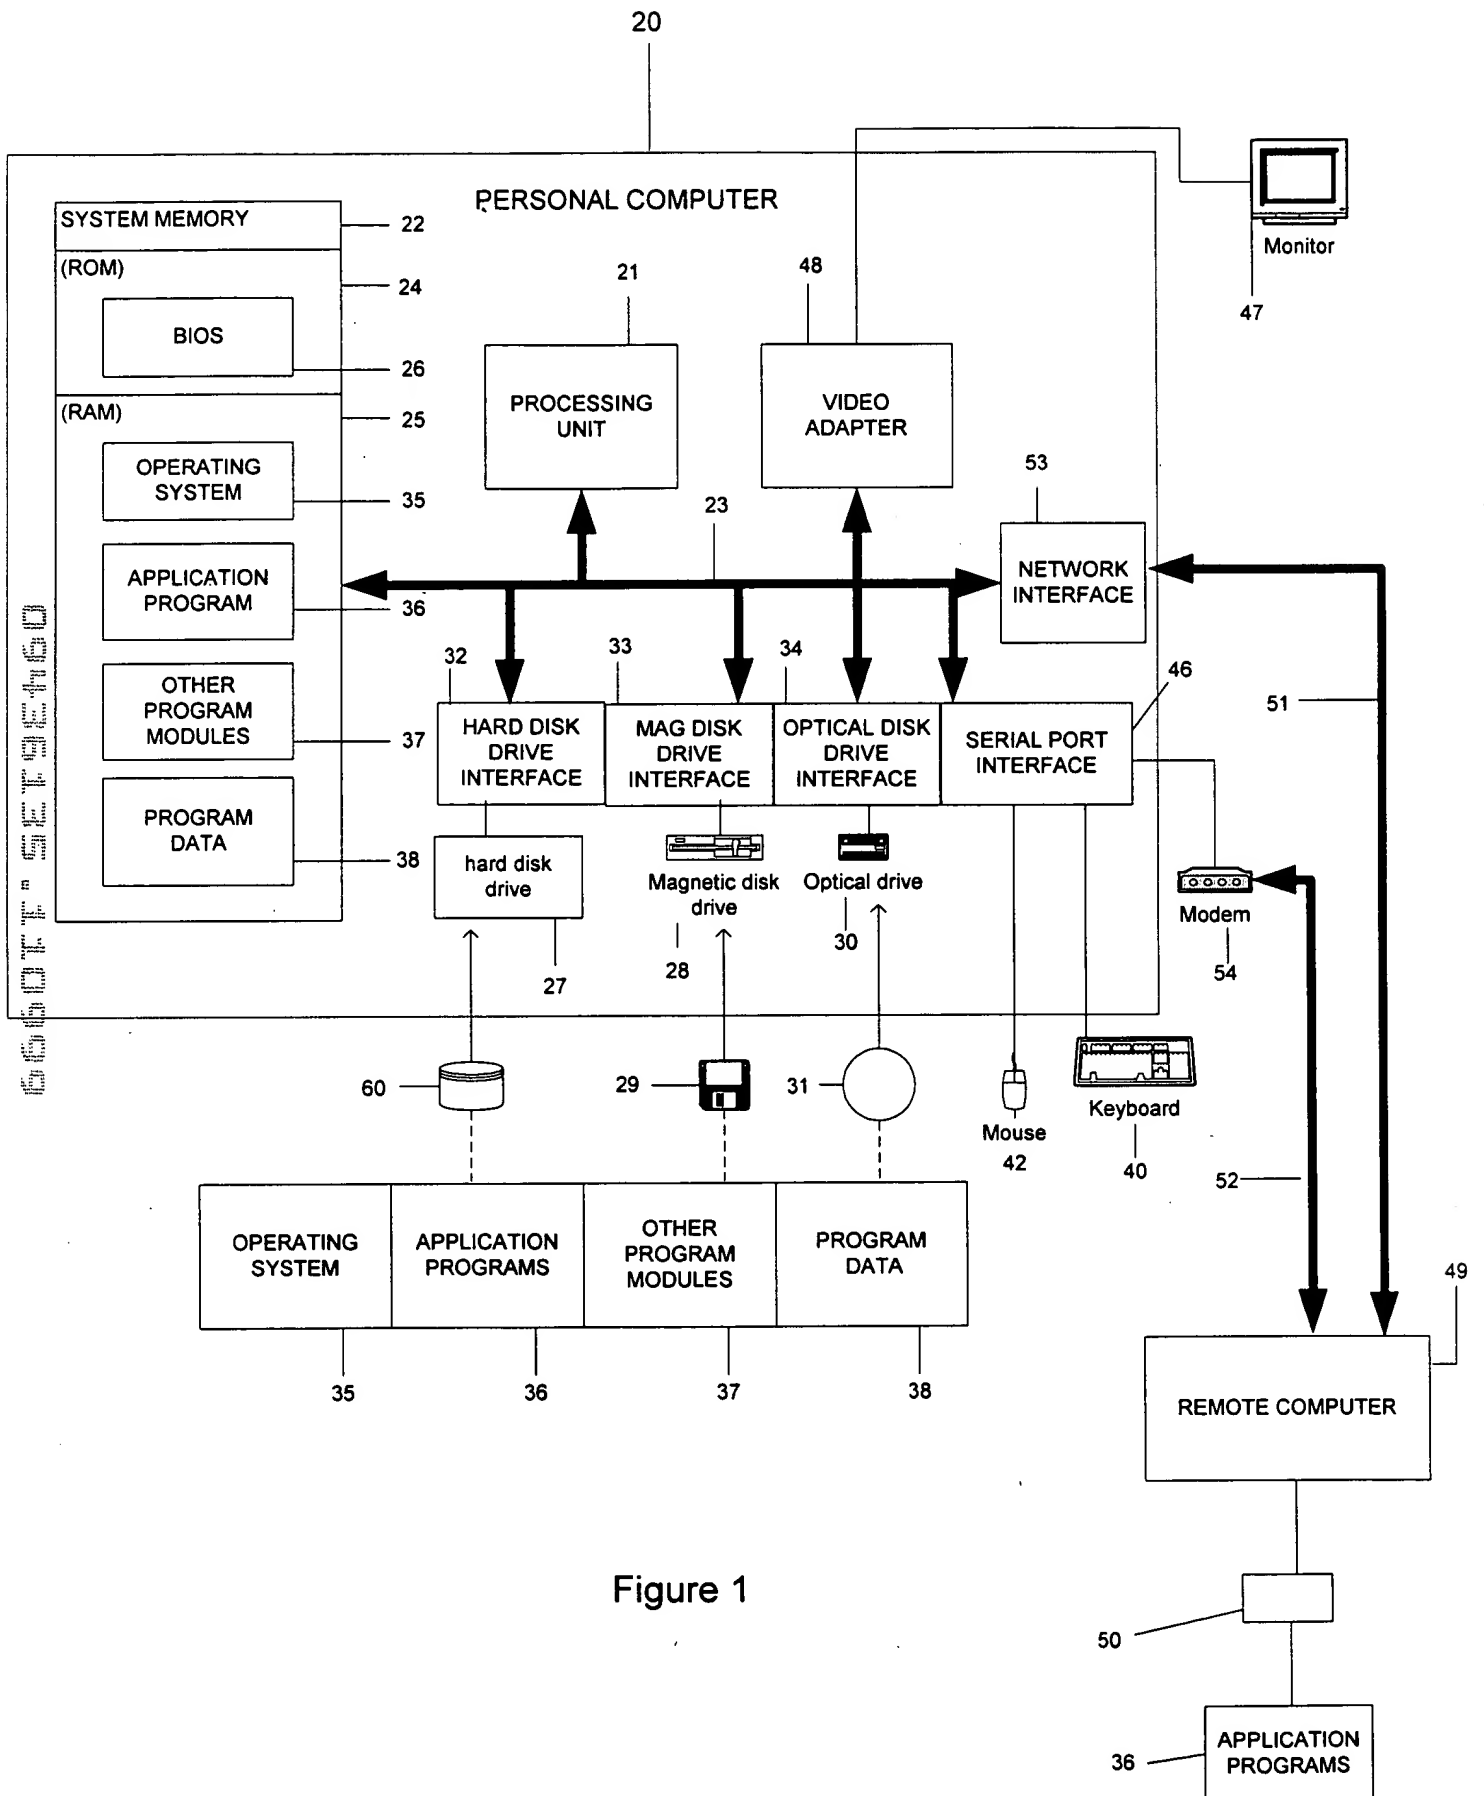 20
PERSONAL COMPUTER
SYSTEM MEMORY
22
(ROM)
24
BIOS
26
(RAM)
25
OPERATING
SYSTEM
35
APPLICATION
PROGRAM
36
OTHER
PROGRAM
MODULES
37
PROGRAM
DATA
38
21
PROCESSING
UNIT
48
VIDEO
ADAPTER
Monitor
47
23
53
NETWORK
INTERFACE
32
HARD DISK
DRIVE
INTERFACE
33
MAG DISK
DRIVE
INTERFACE
34
OPTICAL DISK
DRIVE
INTERFACE
46
SERIAL PORT
INTERFACE
51
hard disk
drive
27
Magnetic disk
drive
28
Optical drive
30
Modem
54
60
29
31
Mouse
42
Keyboard
40
52
OPERATING
SYSTEM
35
APPLICATION
PROGRAMS
36
OTHER
PROGRAM
MODULES
37
PROGRAM
DATA
38
49
REMOTE COMPUTER
50
36
APPLICATION
PROGRAMS
Figure 1